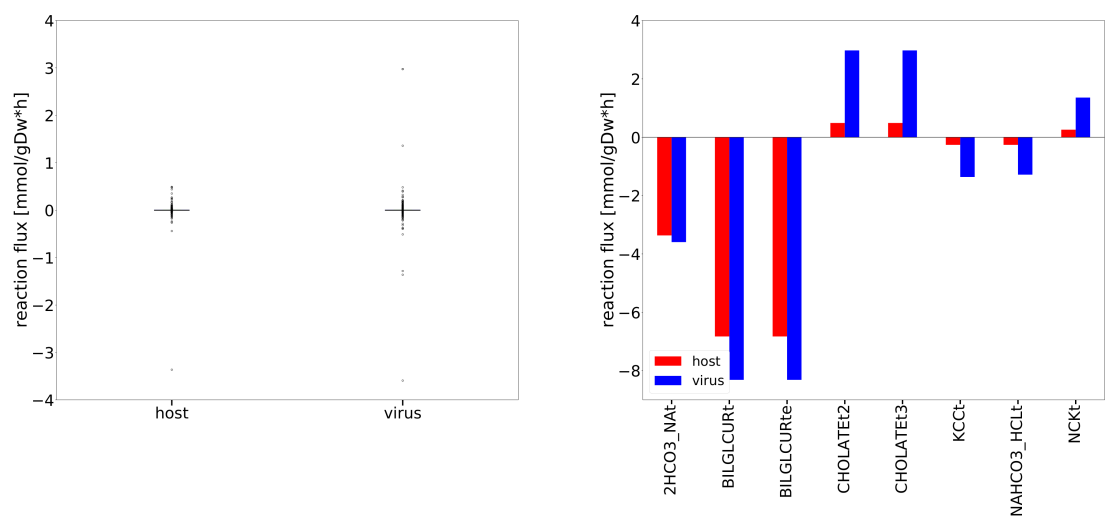 reaction flux [mmol/gDw*h]
4
3
2
1
0
−1
−2
−3
−4
host
virus
reaction flux [mmol/gDw*h]
4
2
0
−2
−4
−6
−8
host
virus
2HCO3_NAt
BILGLCURt
BILGLCURte
CHOLATEt2
CHOLATEt3
KCCt
NAHCO3_HCLt
NCKt